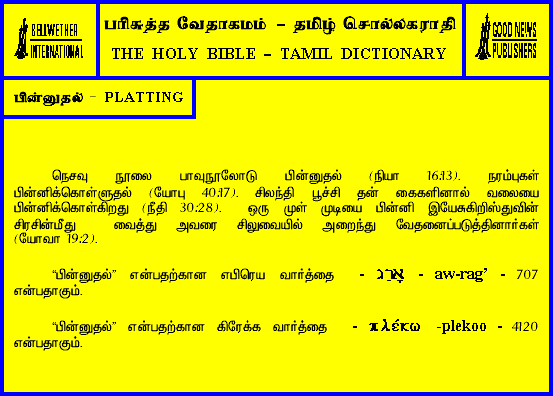 BELLWETHER
INTERNATIONAL
பரிசுத்த வேதாகமம் – தமிழ் சொல்லகராதி
THE HOLY BIBLE – TAMIL DICTIONARY
GOOD NEWS
PUBLISHERS
பின்னுதல் – PLATTING
நெசவு நூலை பாவுநூலோடு பின்னுதல் (நியா 16:13). நரம்புகள்
பின்னிக்கொள்ளுதல் (யோபு 40:17). சிலந்தி பூச்சி தன் கைகளினால் வலையை
பின்னிக்கொள்கிறது (நீதி 30:28). ஒரு முள் முடியை பின்னி இயேசுகிறிஸ்துவின்
சிரசின்மீது வைத்து அவரை சிலுவையில் அறைந்து வேதனைப்படுத்தினார்கள்
(யோவா 19:2).
“பின்னுதல்” என்பதற்கான எபிரெய வார்த்தை - אָרַג - aw-rag’ - 707
என்பதாகும்.
“பின்னுதல்” என்பதற்கான கிரேக்க வார்த்தை - πλέκω -plekoo - 4120
என்பதாகும்.